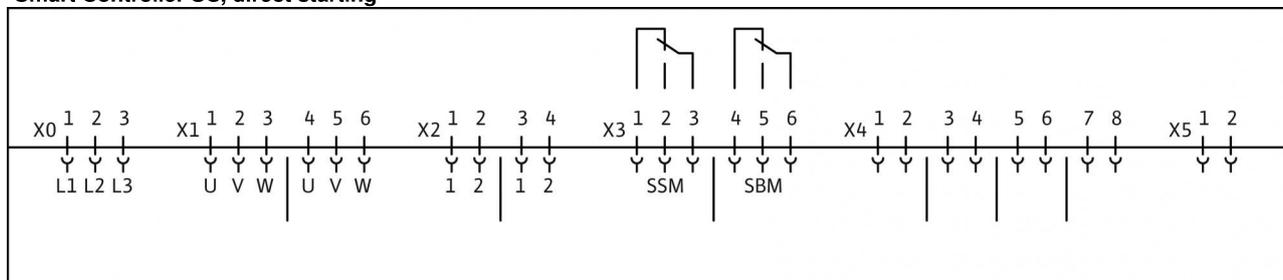 Smart Controller SC, direct starting
X0 1 2 3 X1 1 2 3 4 5 6 X2 1 2 3 4 X3 1 2 3 4 5 6 X4 1 2 3 4 5 6 7 8 X5 1 2
L1 L2 L3 U V W U V W 1 2 1 2 SSM SBM